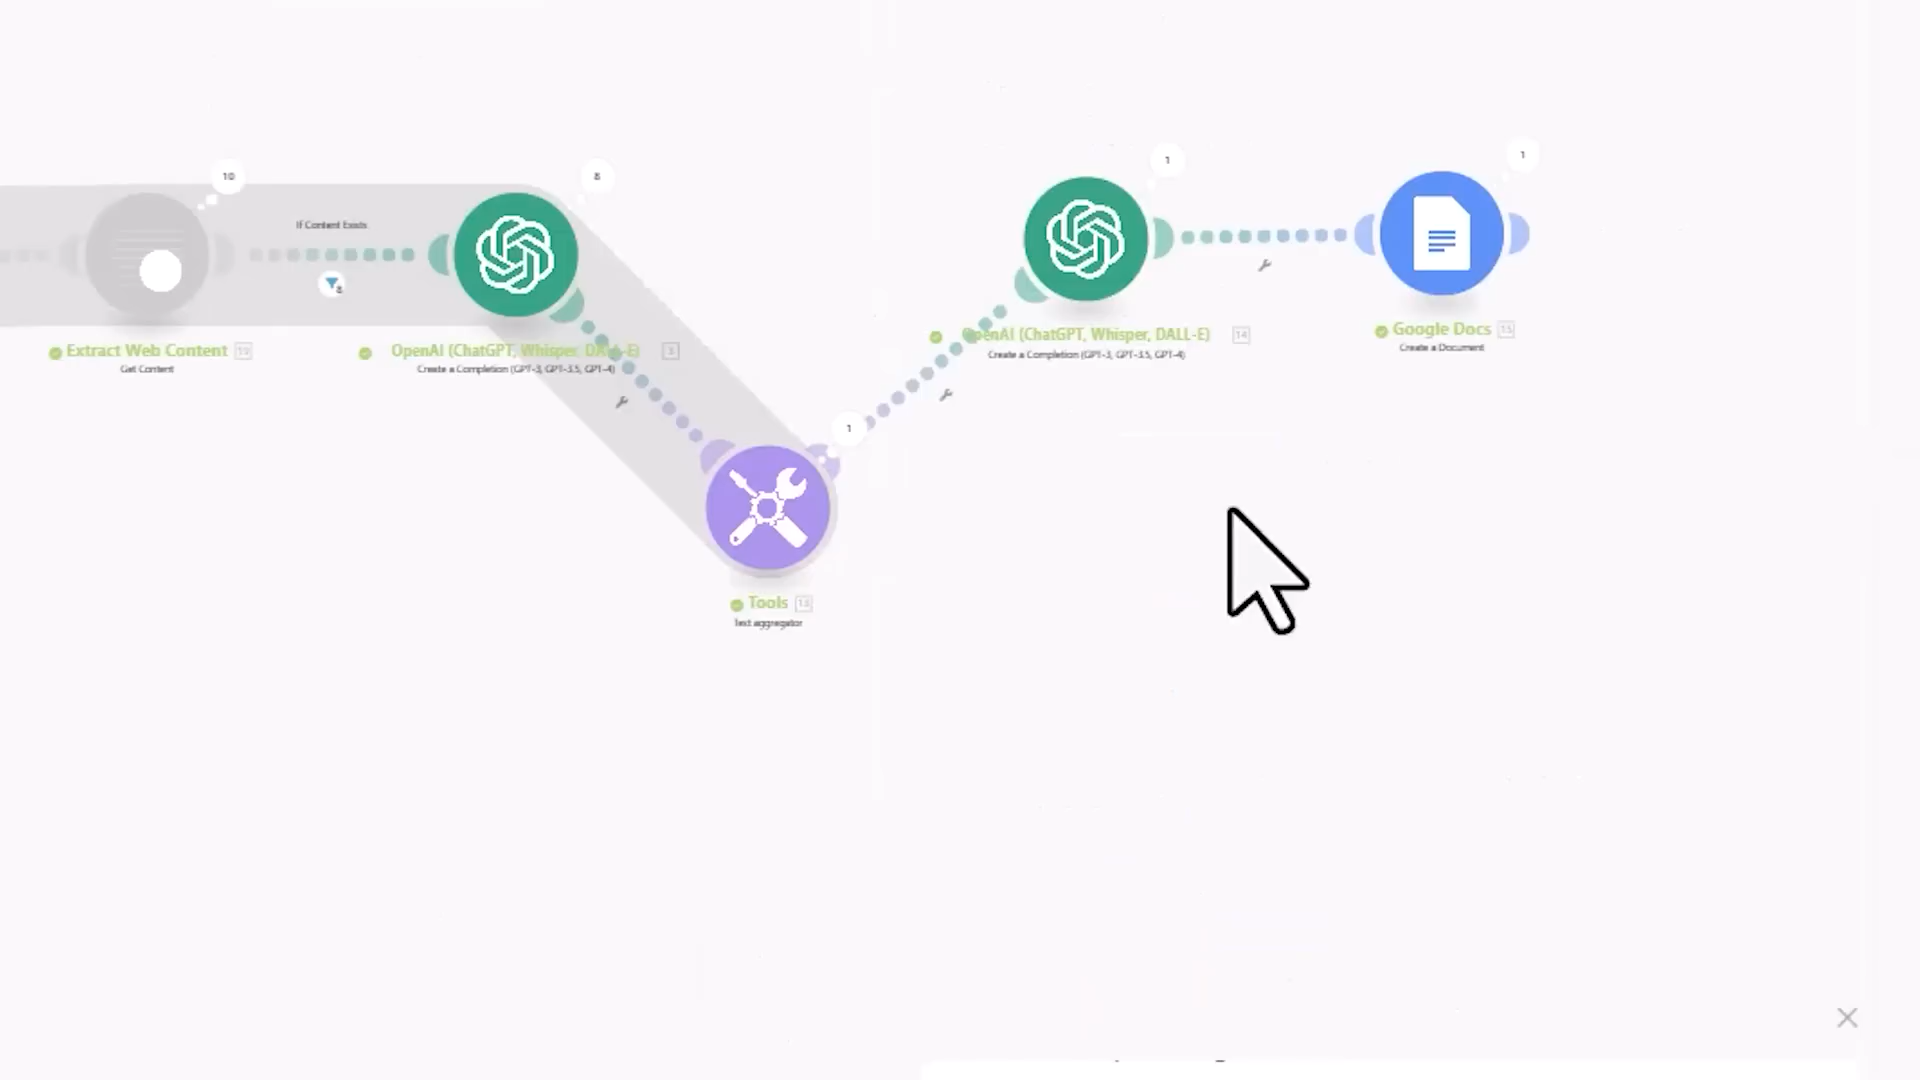 10
If Content Exists
8
1
1
Extract Web Content 19
Get Content
OpenAI (ChatGPT, Whisper, DALL-E) 3
Create a Completion (GPT-3, GPT-3.5, GPT-4)
OpenAI (ChatGPT, Whisper, DALL-E) 14
Create a Completion (GPT-3, GPT-3.5, GPT-4)
Google Docs 15
Create a Document
1
Tools 13
Text aggregator